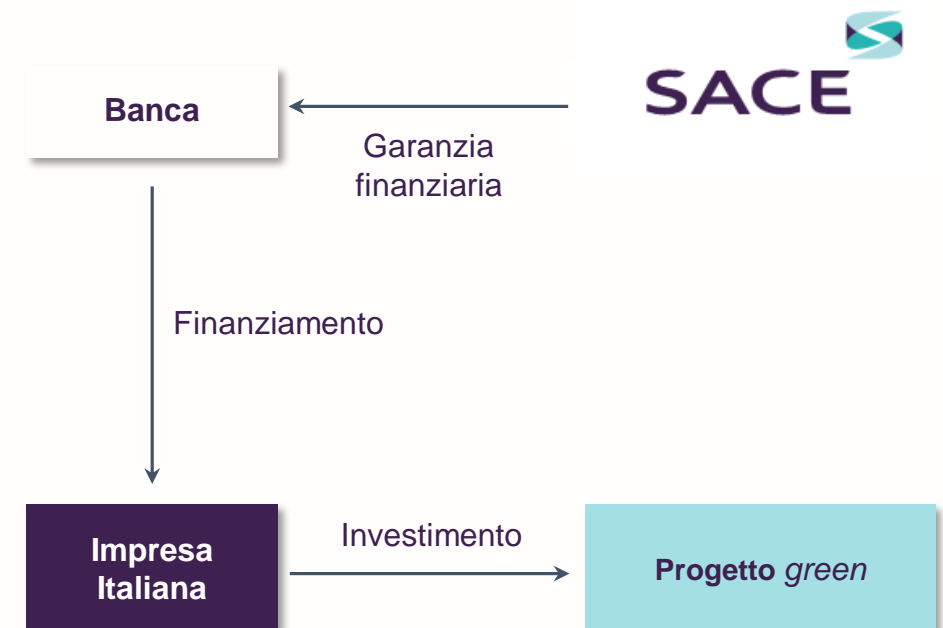 SACE
Banca
Garanzia
finanziaria
Finanziamento
Impresa
Italiana
Investimento
Progetto green